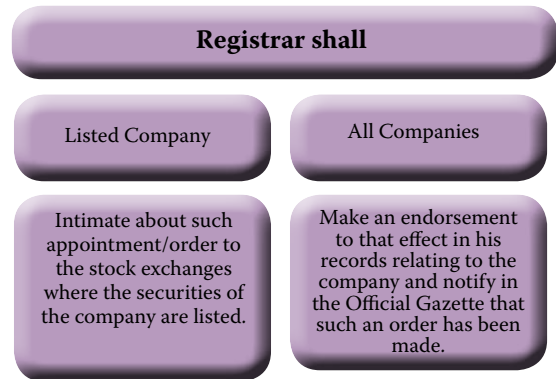 Registrar shall
Listed Company
All Companies
Intimate about such
appointment/order to
the stock exchanges
where the securities of
the company are listed.
Make an endorsement
to that effect in his
records relating to the
company and notify in
the Official Gazette that
such an order has been
made.